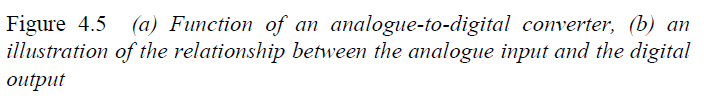 Figure 4.5 (a) Function of an analogue-to-digital converter, (b) an
illustration of the relationship between the analogue input and the digital
output